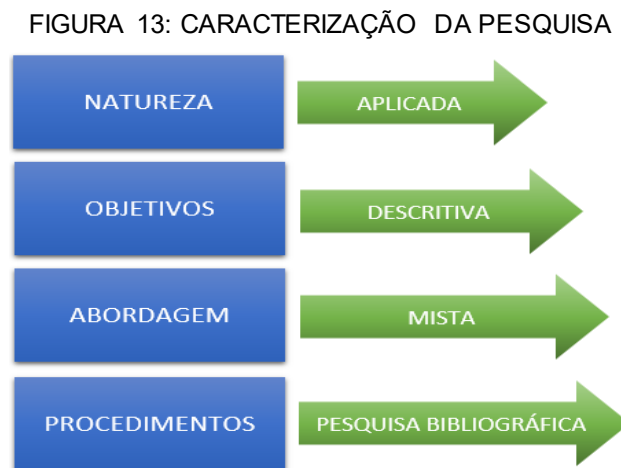 FIGURA 13: CARACTERIZAÇÃO DA PESQUISA
NATUREZA
APLICADA
OBJETIVOS
DESCRITIVA
ABORDAGEM
MISTA
PROCEDIMENTOS
PESQUISA BIBLIOGRÁFICA